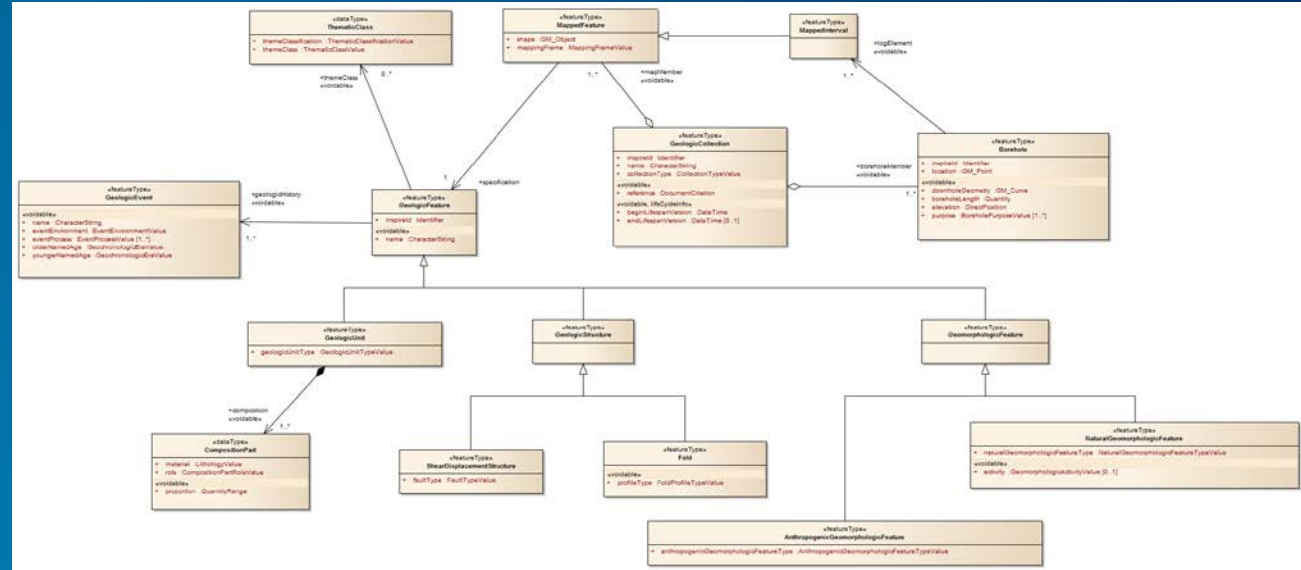 «dataType»
ThematicClass
+ themeClassification :ThematicClassificationValue
+ themeClass :ThematicClassValue
«featureType»
MappedFeature
+ shape :GM_Object
+ mappingFrame :MappingFrameValue
«featureType»
MappedInterval
+logElement
«voidable»
1..*
+themeClass
«voidable»
0..*
1..*
+mapMember
«voidable»
«featureType»
GeologicCollection
+ inspireId :Identifier
+ name :CharacterString
+ collectionType :CollectionTypeValue
«voidable»
+ reference :DocumentCitation
«voidable, lifeCycleInfo»
+ beginLifespanVersion :DateTime
+ endLifespanVersion :DateTime [0..1]
+boreholeMember
«voidable»
1..*
«featureType»
Borehole
+ inspireId :Identifier
+ location :GM_Point
«voidable»
+ downholeGeometry :GM_Curve
+ boreholeLength :Quantity
+ elevation :DirectPosition
+ purpose :BoreholePurposeValue [1..*]
«featureType»
GeologicEvent
«voidable»
+ name :CharacterString
+ eventEnvironment :EventEnvironmentValue
+ eventProcess :EventProcessValue [1..*]
+ olderNamedAge :GeochronologicEraValue
+ youngerNamedAge :GeochronologicEraValue
+geologicHistory
«voidable»
1..*
1
+specification
«featureType»
GeologicFeature
+ inspireId :Identifier
«voidable»
+ name :CharacterString
«featureType»
GeologicUnit
+ geologicUnitType :GeologicUnitTypeValue
«featureType»
GeologicStructure
«featureType»
GeomorphologicFeature
+composition
«voidable»
1..*
«dataType»
CompositionPart
+ material :LithologyValue
+ role :CompositionPartRoleValue
«voidable»
+ proportion :QuantityRange
«featureType»
ShearDisplacementStructure
+ faultType :FaultTypeValue
«featureType»
Fold
«voidable»
+ profileType :FoldProfileTypeValue
«featureType»
NaturalGeomorphologicFeature
+ naturalGeomorphologicFeatureType :NaturalGeomorphologicFeatureTypeValue
«voidable»
+ activity :GeomorphologicActivityValue [0..1]
«featureType»
AnthropogenicGeomorphologicFeature
+ anthropogenicGeomorphologicFeatureType :AnthropogenicGeomorphologicFeatureTypeValue